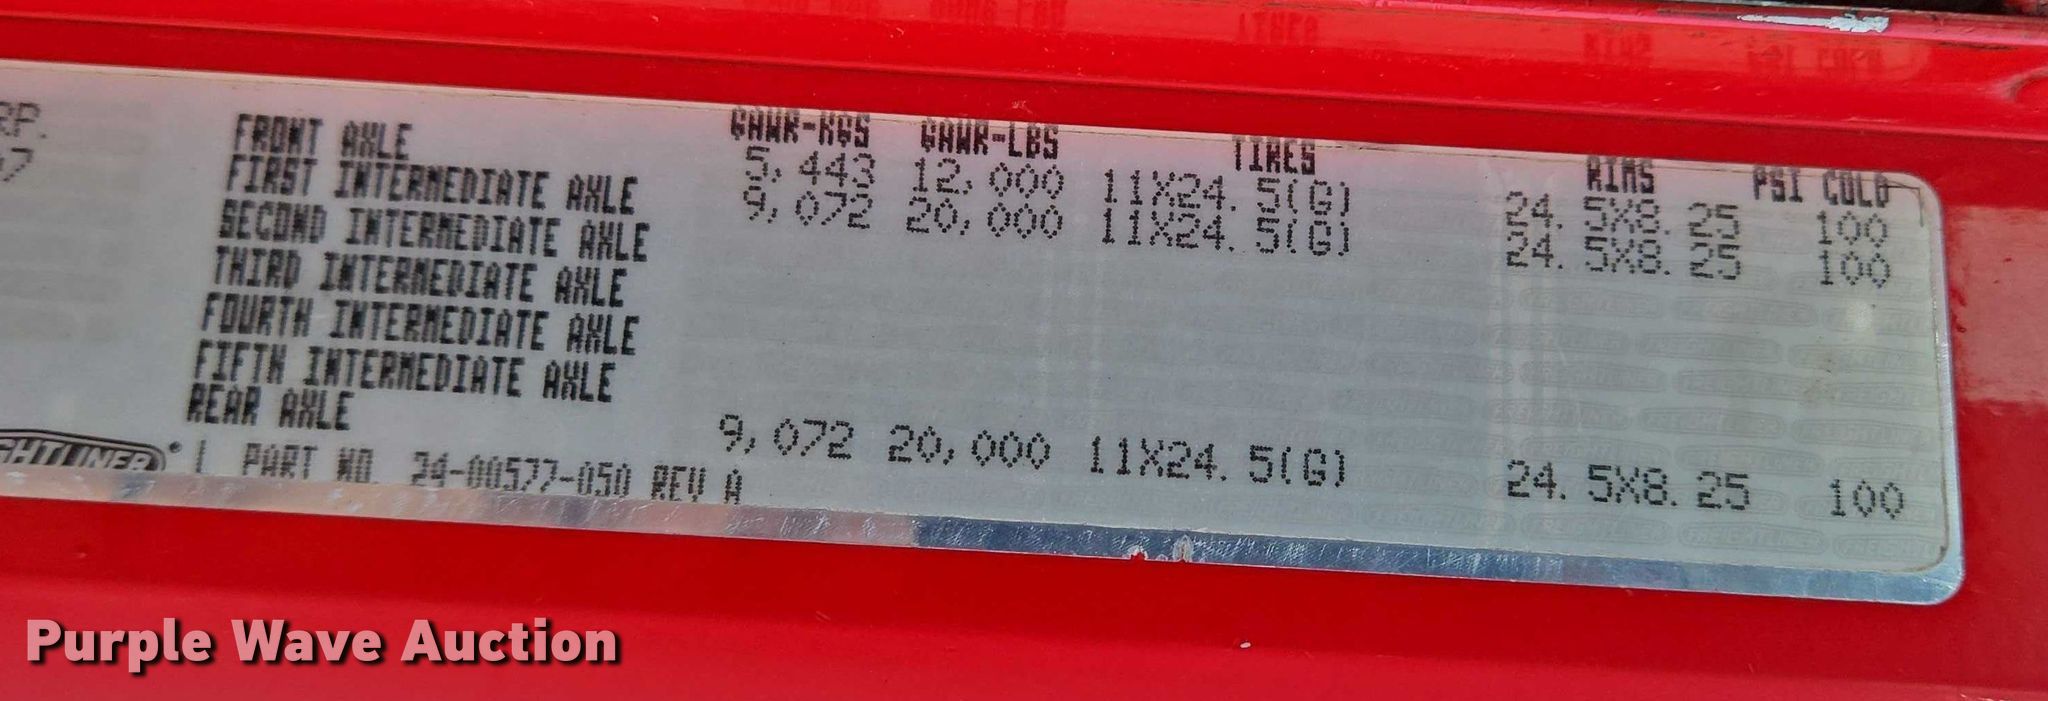 GAWR-KGS GAWR-LBS TIRES RIMS PSI COLD
RP.
FRONT AXLE 5,443 12,000 11X24.5(G) 24.5X8.25 100
FIRST INTERMEDIATE AXLE 9,072 20,000 11X24.5(G) 24.5X8.25 100
SECOND INTERMEDIATE AXLE
THIRD INTERMEDIATE AXLE
FOURTH INTERMEDIATE AXLE
FIFTH INTERMEDIATE AXLE
REAR AXLE 9,072 20,000 11X24.5(G) 24.5X8.25 100
GHTLINER
PART NO. 24-00577-050 REV A
Purple Wave Auction